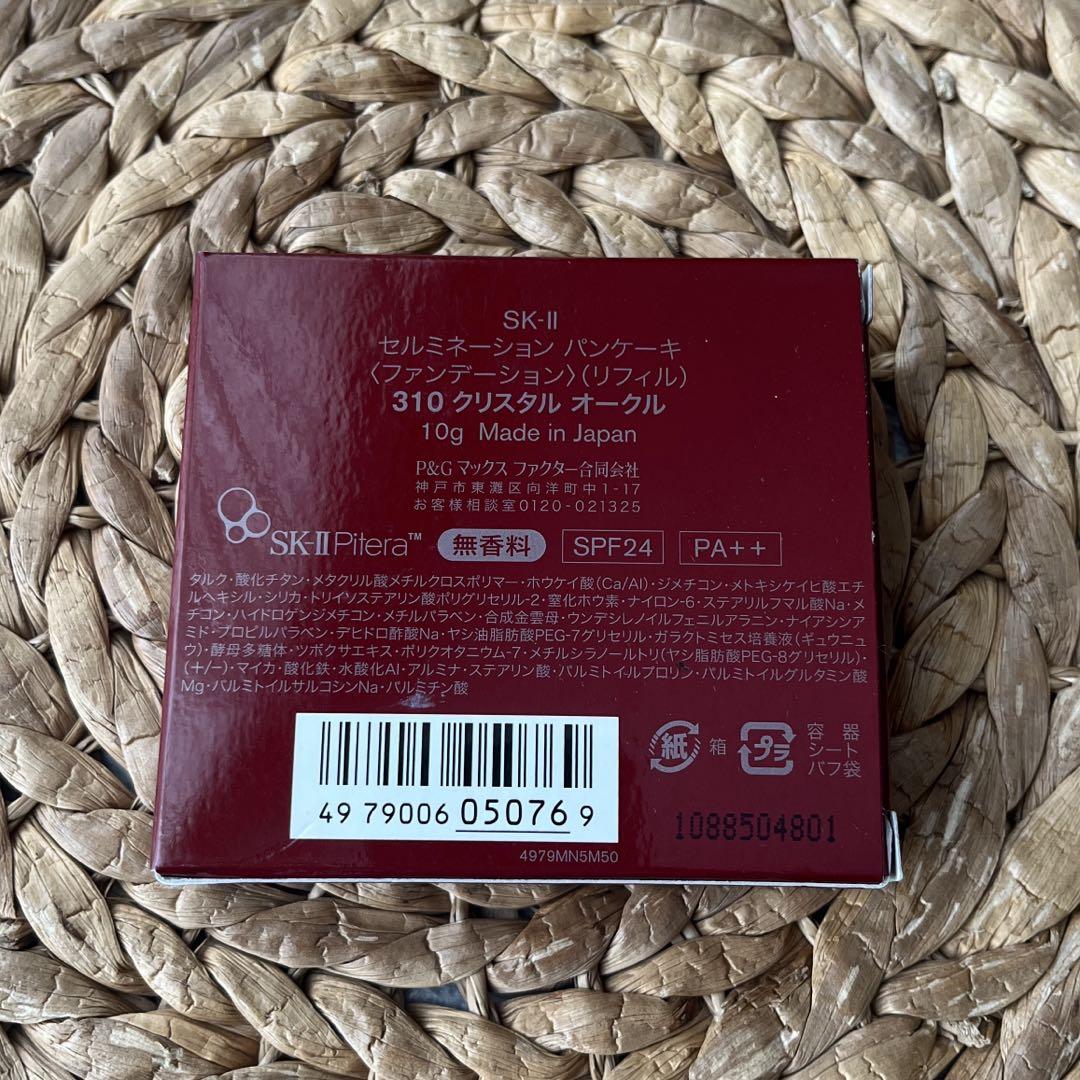 SK-II
セルミネーション パンケーキ
〈ファンデーション〉(リフィル)
310 クリスタル オークル
10g Made in Japan
P&G マックス ファクター合同会社
神戸市東灘区向洋町中1-17
お客様相談室0120-021325
SK-II Pitera™ 無香料 SPF24 PA++
タルク・酸化チタン・メタクリル酸メチルクロスポリマー・ホウケイ酸(Ca/Al)・ジメチコン・メトキシケイヒ酸エチ
ルヘキシル・シリカ・トリイソステアリン酸ポリグリセリル-2・窒化ホウ素・ナイロン-6・ステアリルフマル酸Na・メ
チコン・ハイドロゲンジメチコン・メチルパラベン・合成金雲母・ウンデシレノイルフェニルアラニン・ナイアシンア
ミド・プロピルパラベン・デヒドロ酢酸Na・ヤシ油脂肪酸PEG-7グリセリル・ガラクトミセス培養液(ギュウニュ
ウ)・酵母多糖体・ツボクサエキス・ポリクオタニウム-7・メチルシラノールトリ(ヤシ脂肪酸PEG-8グリセリル)・
(+/-)・マイカ・酸化鉄・水酸化Al・アルミナ・ステアリン酸・パルミトイルプロリン・パルミトイルグルタミン酸
Mg・パルミトイルサルコシンNa・パルミチン酸
紙 箱 プラ 容器
シート
パフ袋
49 79006 05076 9
1088504801
4979MN5M50